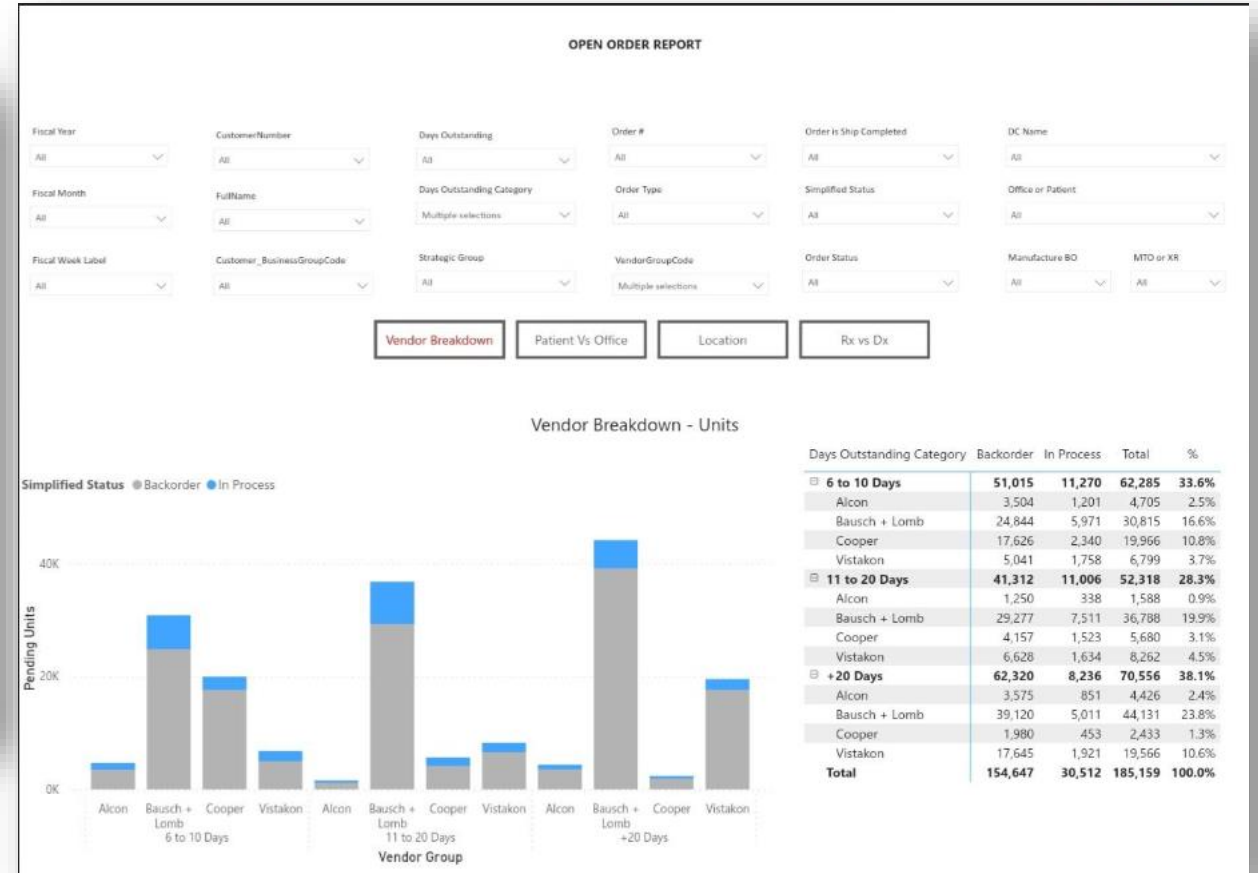 OPEN ORDER REPORT
Fiscal Year
All
CustomerNumber
All
Days Outstanding
All
Order #
All
Order is Ship Completed
All
DC Name
All
Fiscal Month
All
FullName
All
Days Outstanding Category
Multiple selections
Order Type
All
Simplified Status
All
Office or Patient
All
Fiscal Week Label
All
Customer_BusinessGroupCode
All
Strategic Group
All
VendorGroupCode
Multiple selections
Order Status
All
Manufacture BO
All
MTO or XR
All
Vendor Breakdown
Patient Vs Office
Location
Rx vs Dx
Vendor Breakdown - Units
Simplified Status Backorder In Process
Pending Units
40K
20K
0K
Alcon Bausch + Lomb Cooper Vistakon Alcon Bausch + Lomb Cooper Vistakon Alcon Bausch + Lomb Cooper Vistakon
6 to 10 Days 11 to 20 Days +20 Days
Vendor Group
Days Outstanding Category Backorder In Process Total %
6 to 10 Days 51,015 11,270 62,285 33.6%
Alcon 3,504 1,201 4,705 2.5%
Bausch + Lomb 24,844 5,971 30,815 16.6%
Cooper 17,626 2,340 19,966 10.8%
Vistakon 5,041 1,758 6,799 3.7%
11 to 20 Days 41,312 11,006 52,318 28.3%
Alcon 1,250 338 1,588 0.9%
Bausch + Lomb 29,277 7,511 36,788 19.9%
Cooper 4,157 1,523 5,680 3.1%
Vistakon 6,628 1,634 8,262 4.5%
+20 Days 62,320 8,236 70,556 38.1%
Alcon 3,575 851 4,426 2.4%
Bausch + Lomb 39,120 5,011 44,131 23.8%
Cooper 1,980 453 2,433 1.3%
Vistakon 17,645 1,921 19,566 10.6%
Total 154,647 30,512 185,159 100.0%